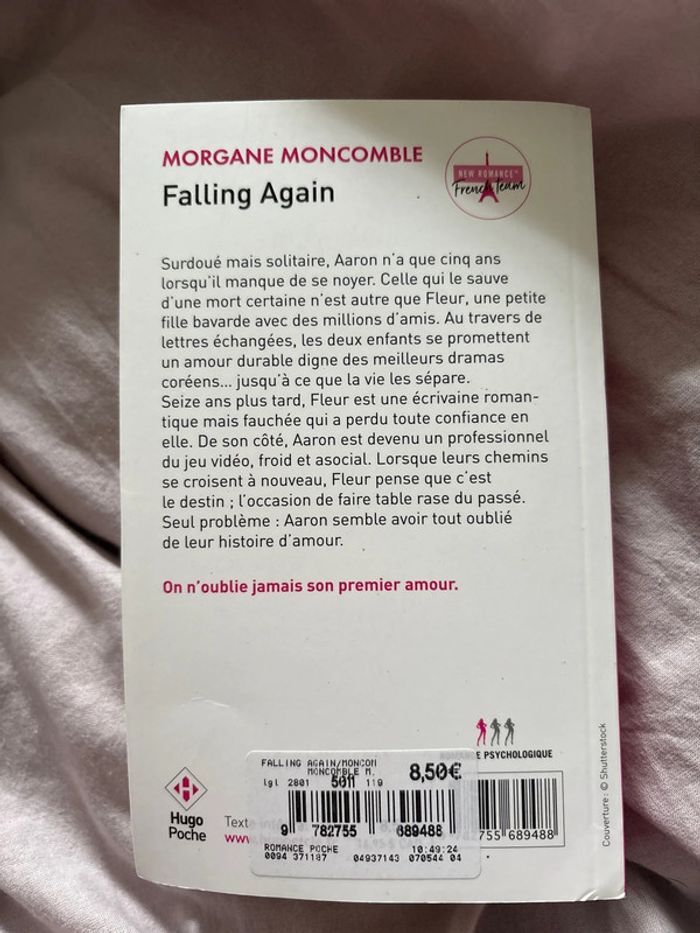 MORGANE MONCOMBLE
Falling Again
NEW ROMANCE™
French Team
Surdoué mais solitaire, Aaron n'a que cinq ans
lorsqu'il manque de se noyer. Celle qui le sauve
d'une mort certaine n'est autre que Fleur, une petite
fille bavarde avec des millions d'amis. Au travers de
lettres échangées, les deux enfants se promettent
un amour durable digne des meilleurs dramas
coréens... jusqu'à ce que la vie les sépare.
Seize ans plus tard, Fleur est une écrivaine roman-
tique mais fauchée qui a perdu toute confiance en
elle. De son côté, Aaron est devenu un professionnel
du jeu vidéo, froid et asocial. Lorsque leurs chemins
se croisent à nouveau, Fleur pense que c'est
le destin ; l'occasion de faire table rase du passé.
Seul problème : Aaron semble avoir tout oublié
de leur histoire d'amour.
On n'oublie jamais son premier amour.
PSYCHOLOGIQUE
Couverture : © Shutterstock
FALLING AGAIN/MONCOM
MONCOMBLE M.
8,50€
lgl 2801 5011 119
9 782755 689488
ROMANCE POCHE 10:49:24
0094 371187 04937143 070544 04
755 689488
Hugo
Poche
Text
www